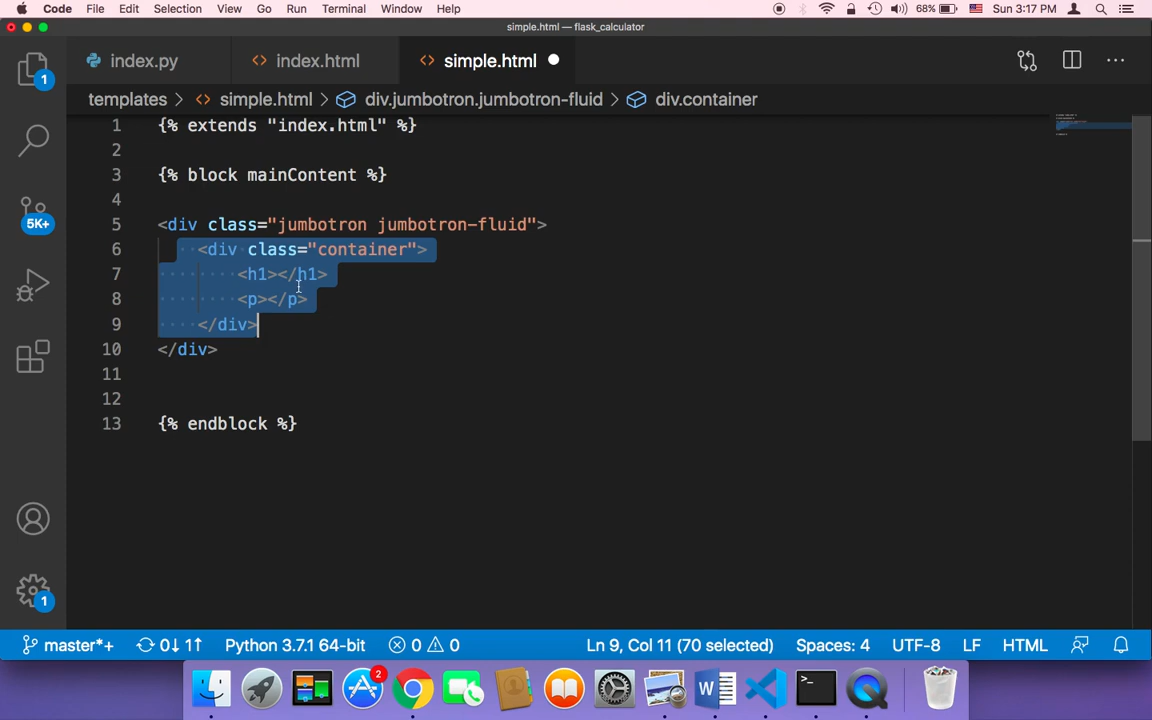 Code File Edit Selection View Go Run Terminal Window Help 68% Sun 3:17 PM
simple.html — flask_calculator
index.py index.html simple.html
templates > simple.html > div.jumbotron.jumbotron-fluid > div.container
1 {% extends "index.html" %}
2
3 {% block mainContent %}
4
5 <div class="jumbotron jumbotron-fluid">
6 <div class="container">
7 <h1></h1>
8 <p></p>
9 </div>
10 </div>
11
12
13 {% endblock %}
1
5K+
1
master*+ 0↓ 1↑ Python 3.7.1 64-bit 0 0 Ln 9, Col 11 (70 selected) Spaces: 4 UTF-8 LF HTML
2